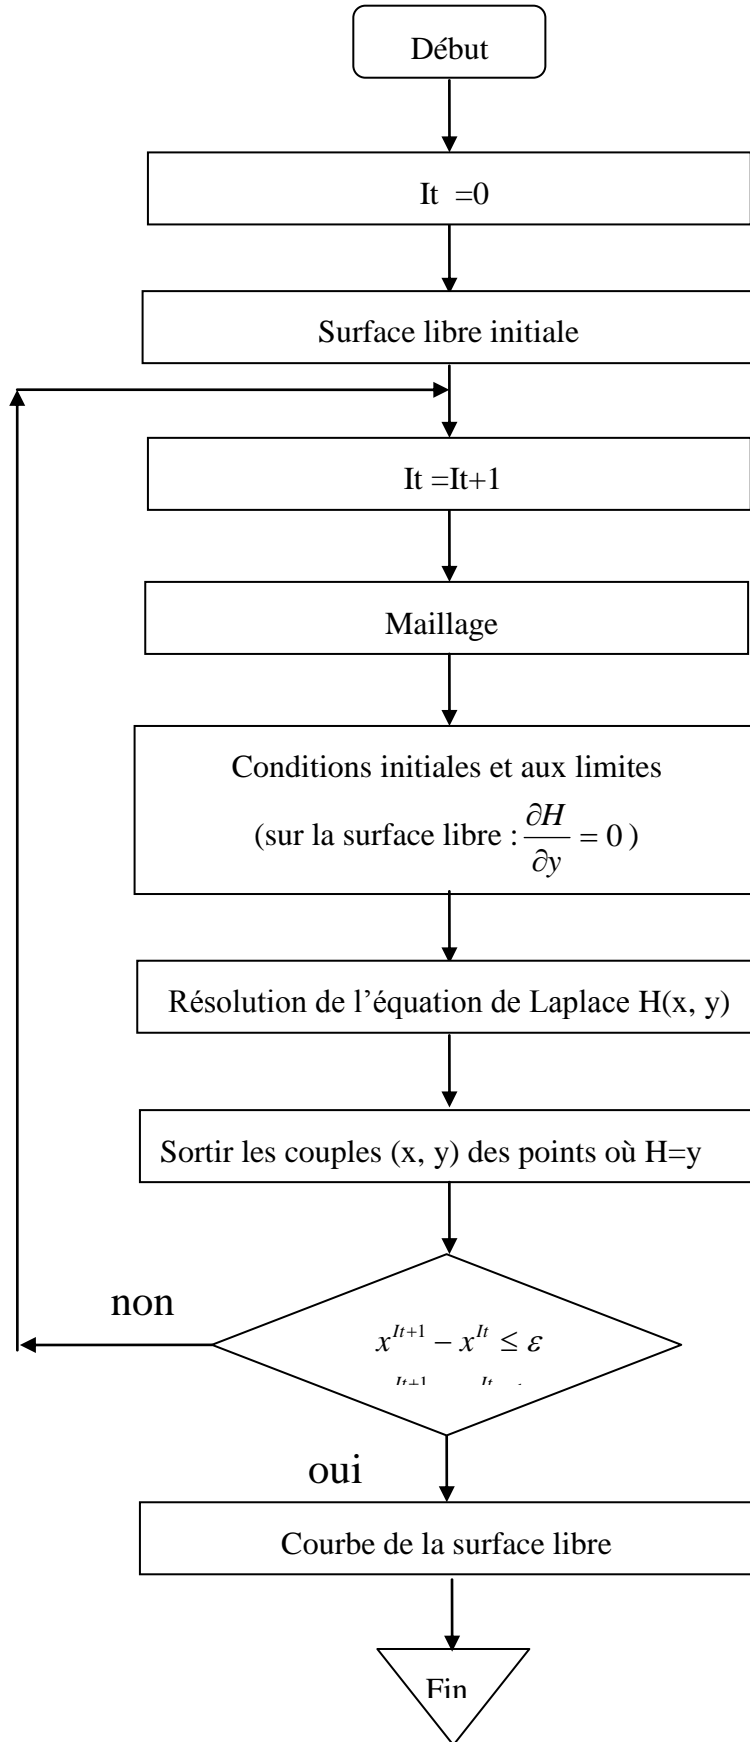 Début
It =0
Surface libre initiale
It =It+1
Maillage
Conditions initiales et aux limites
(sur la surface libre : ∂H/∂y = 0 )
Résolution de l’équation de Laplace H(x, y)
Sortir les couples (x, y) des points où H=y
non
x^{It+1} − x^{It} ≤ ε
oui
Courbe de la surface libre
Fin